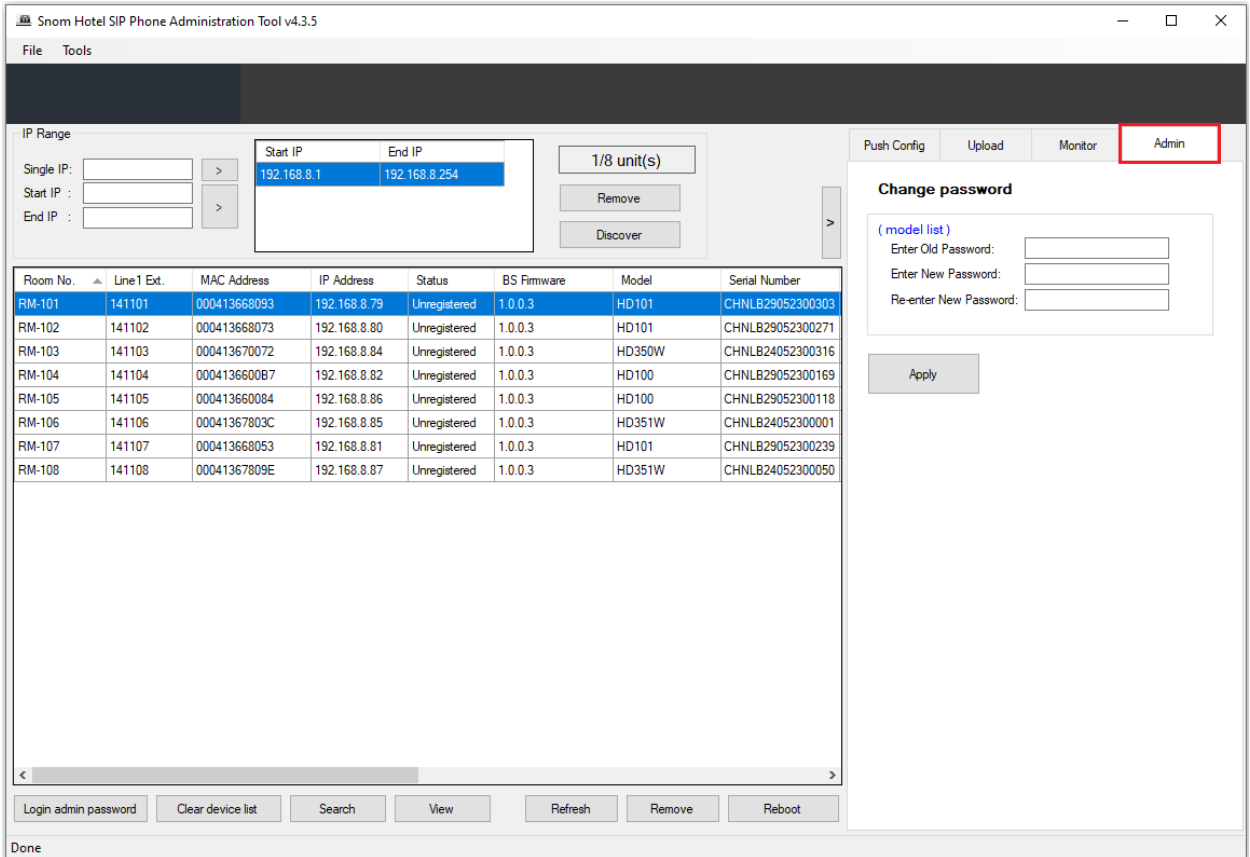 Snom Hotel SIP Phone Administration Tool v4.3.5
File Tools
IP Range
Single IP: >
Start IP :
End IP :
>
Start IP End IP
192.168.8.1 192.168.8.254
1/8 unit(s)
Remove
Discover
>
Room No. Line1 Ext. MAC Address IP Address Status BS Firmware Model Serial Number
RM-101 141101 000413668093 192.168.8.79 Unregistered 1.0.0.3 HD101 CHNLB29052300303
RM-102 141102 000413668073 192.168.8.80 Unregistered 1.0.0.3 HD101 CHNLB29052300271
RM-103 141103 000413670072 192.168.8.84 Unregistered 1.0.0.3 HD350W CHNLB24052300316
RM-104 141104 0004136600B7 192.168.8.82 Unregistered 1.0.0.3 HD100 CHNLB29052300169
RM-105 141105 000413660084 192.168.8.86 Unregistered 1.0.0.3 HD100 CHNLB29052300118
RM-106 141106 00041367803C 192.168.8.85 Unregistered 1.0.0.3 HD351W CHNLB24052300001
RM-107 141107 000413668053 192.168.8.81 Unregistered 1.0.0.3 HD101 CHNLB29052300239
RM-108 141108 00041367809E 192.168.8.87 Unregistered 1.0.0.3 HD351W CHNLB24052300050
Login admin password Clear device list Search View Refresh Remove Reboot
Push Config Upload Monitor Admin
Change password
( model list )
Enter Old Password:
Enter New Password:
Re-enter New Password:
Apply
Done